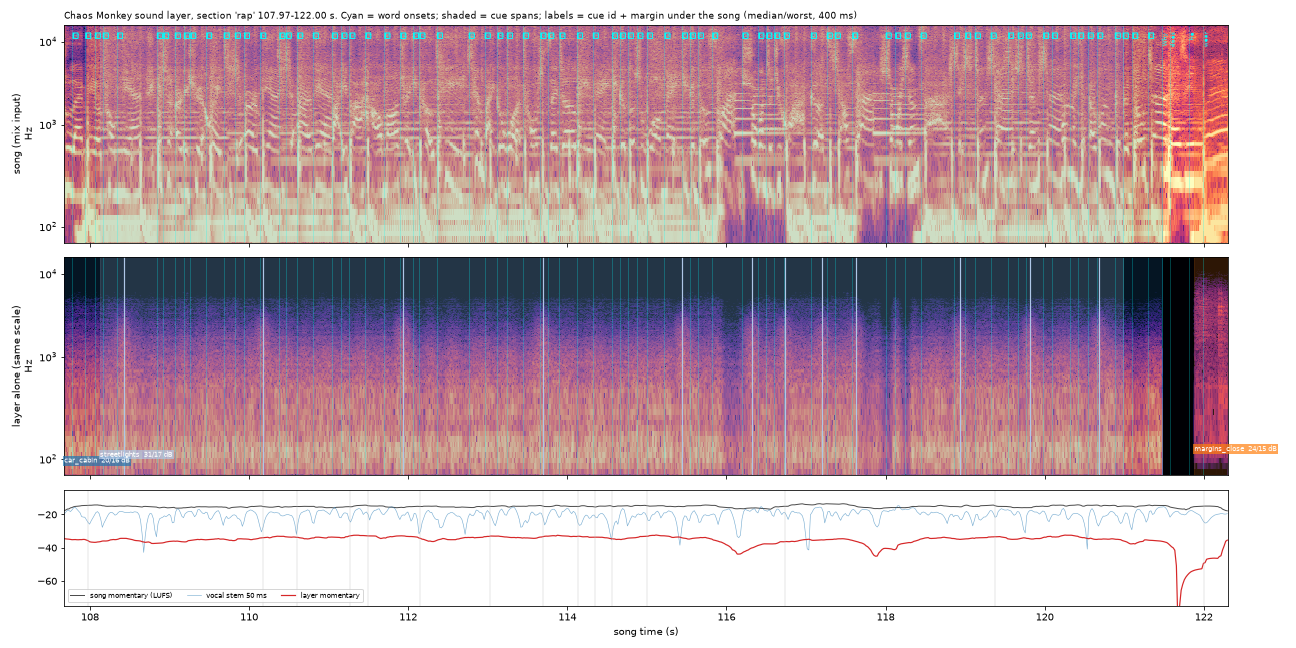 Chaos Monkey sound layer, section 'rap' 107.97-122.00 s. Cyan = word onsets; shaded = cue spans; labels = cue id + margin under the song (median/worst, 400 ms)
song (mix input)
Hz
10⁴
10³
10²
layer alone (same scale)
Hz
10⁴
10³
10²
streetlights 31/17 dB
car_cabin 20/16 dB
margins_close 24/15 dB
−20
−40
−60
song momentary (LUFS)
vocal stem 50 ms
layer momentary
108
110
112
114
116
118
120
122
song time (s)